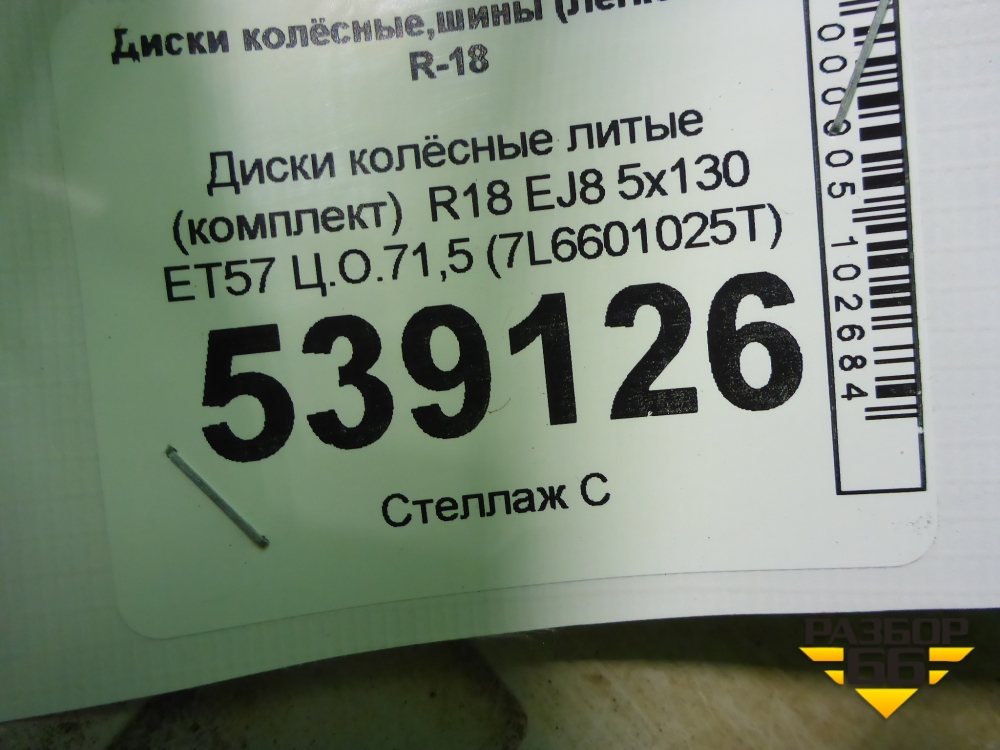 Диски колёсные,шины
R-18
Диски колёсные литые
(комплект) R18 EJ8 5x130
ET57 Ц.О.71,5 (7L6601025T)
539126
Стеллаж С
05102684
РАЗБОР
66